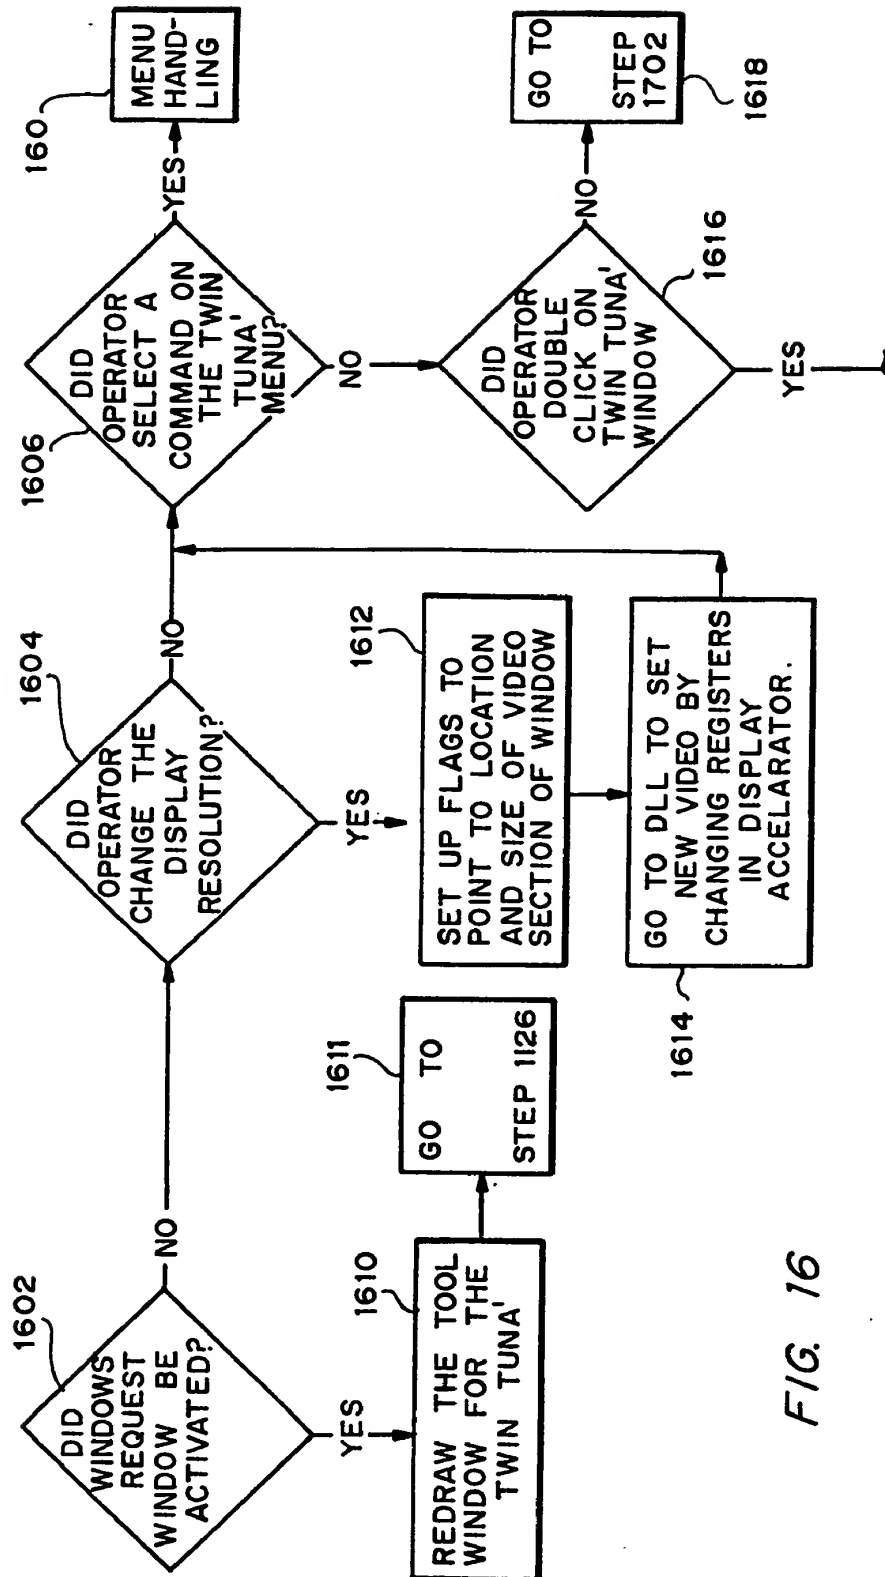 1602
DID
WINDOWS
REQUEST
WINDOW BE
ACTIVATED?
NO
YES
1610
REDRAW THE TOOL
WINDOW FOR THE
TWIN TUNA'
1611
GO TO
STEP 1126
1604
DID
OPERATOR
CHANGE THE
DISPLAY
RESOLUTION?
NO
YES
1612
SET UP FLAGS TO
POINT TO LOCATION
AND SIZE OF VIDEO
SECTION OF WINDOW
1614
GO TO DLL TO SET
NEW VIDEO BY
CHANGING REGISTERS
IN DISPLAY
ACCELARATOR.
1606
DID
OPERATOR
SELECT A
COMMAND ON
THE TWIN
TUNA'
MENU?
YES
NO
160
MENU
HAND-
LING
1616
DID
OPERATOR
DOUBLE
CLICK ON
TWIN TUNA'
WINDOW
NO
YES
GO TO
STEP
1702
1618
FIG. 16